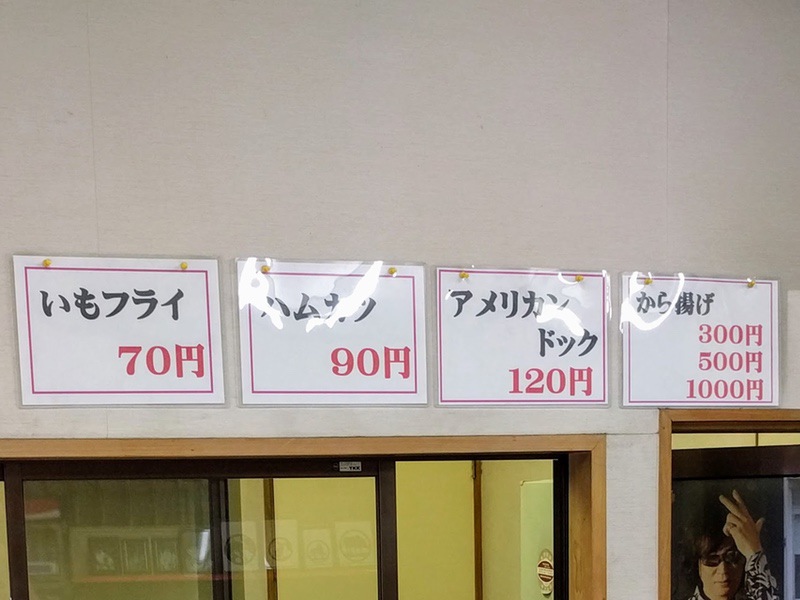 いもフライ
70円
ハムカツ
90円
アメリカン
ドック
120円
から揚げ
300円
500円
1000円
YKK